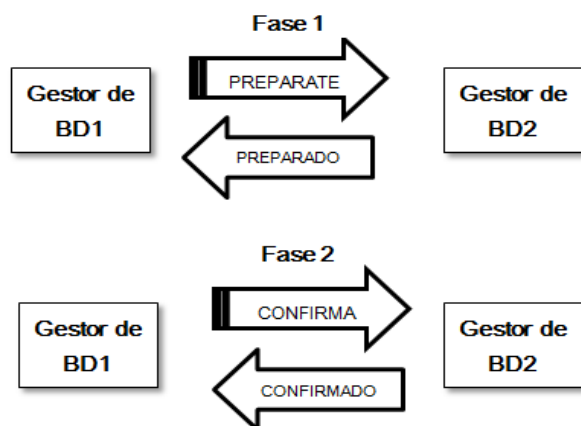 Fase 1
Gestor de
BD1
PREPARATE
PREPARADO
Gestor de
BD2
Fase 2
Gestor de
BD1
CONFIRMA
CONFIRMADO
Gestor de
BD2